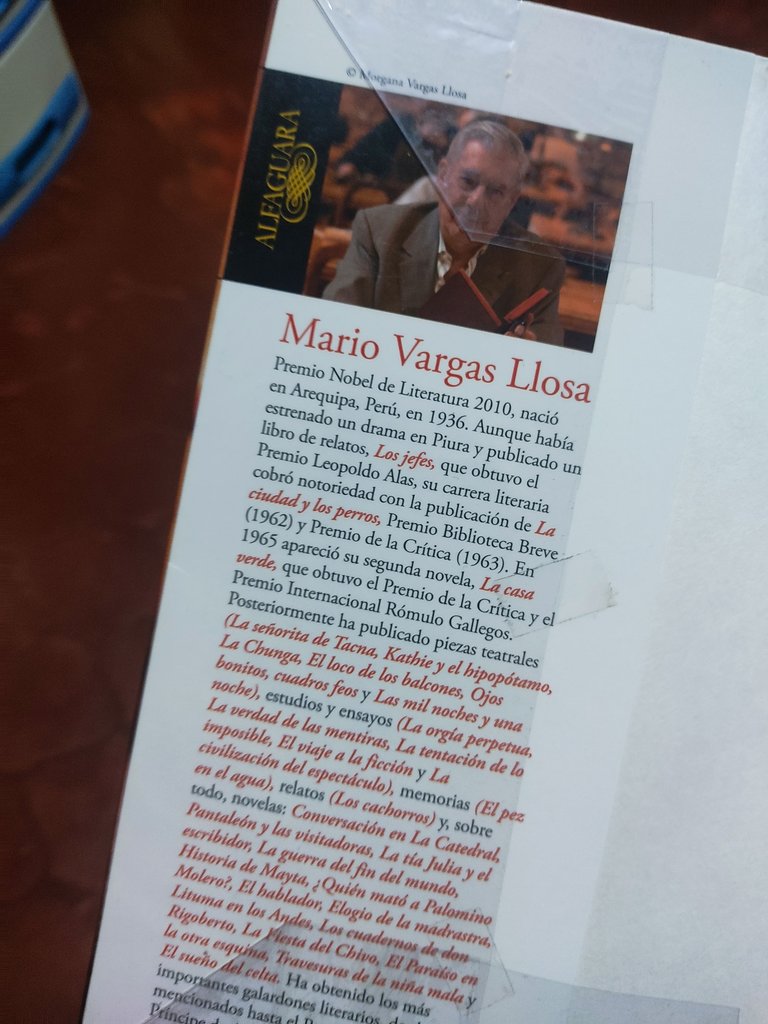 © Morgana Vargas Llosa
ALFAGUARA
Mario Vargas Llosa
Premio Nobel de Literatura 2010, nació
en Arequipa, Perú, en 1936. Aunque había
estrenado un drama en Piura y publicado un
libro de relatos, Los jefes, que obtuvo el
Premio Leopoldo Alas, su carrera literaria
cobró notoriedad con la publicación de La
ciudad y los perros, Premio Biblioteca Breve
(1962) y Premio de la Crítica (1963). En
1965 apareció su segunda novela, La casa
verde, que obtuvo el Premio de la Crítica y el
Premio Internacional Rómulo Gallegos.
Posteriormente ha publicado piezas teatrales
(La señorita de Tacna, Kathie y el hipopótamo,
La Chunga, El loco de los balcones, Ojos
bonitos, cuadros feos y Las mil noches y una
noche), estudios y ensayos (La orgía perpetua,
La verdad de las mentiras, La tentación de lo
imposible, El viaje a la ficción y La
civilización del espectáculo), memorias (El pez
en el agua), relatos (Los cachorros) y, sobre
todo, novelas: Conversación en La Catedral,
Pantaleón y las visitadoras, La tía Julia y el
escribidor, La guerra del fin del mundo,
Historia de Mayta, ¿Quién mató a Palomino
Molero?, El hablador, Elogio de la madrastra,
Lituma en los Andes, Los cuadernos de don
Rigoberto, La Fiesta del Chivo, El Paraíso en
la otra esquina, Travesuras de la niña mala y
El sueño del celta. Ha obtenido los más
importantes galardones literarios,
mencionados hasta el
Príncipe